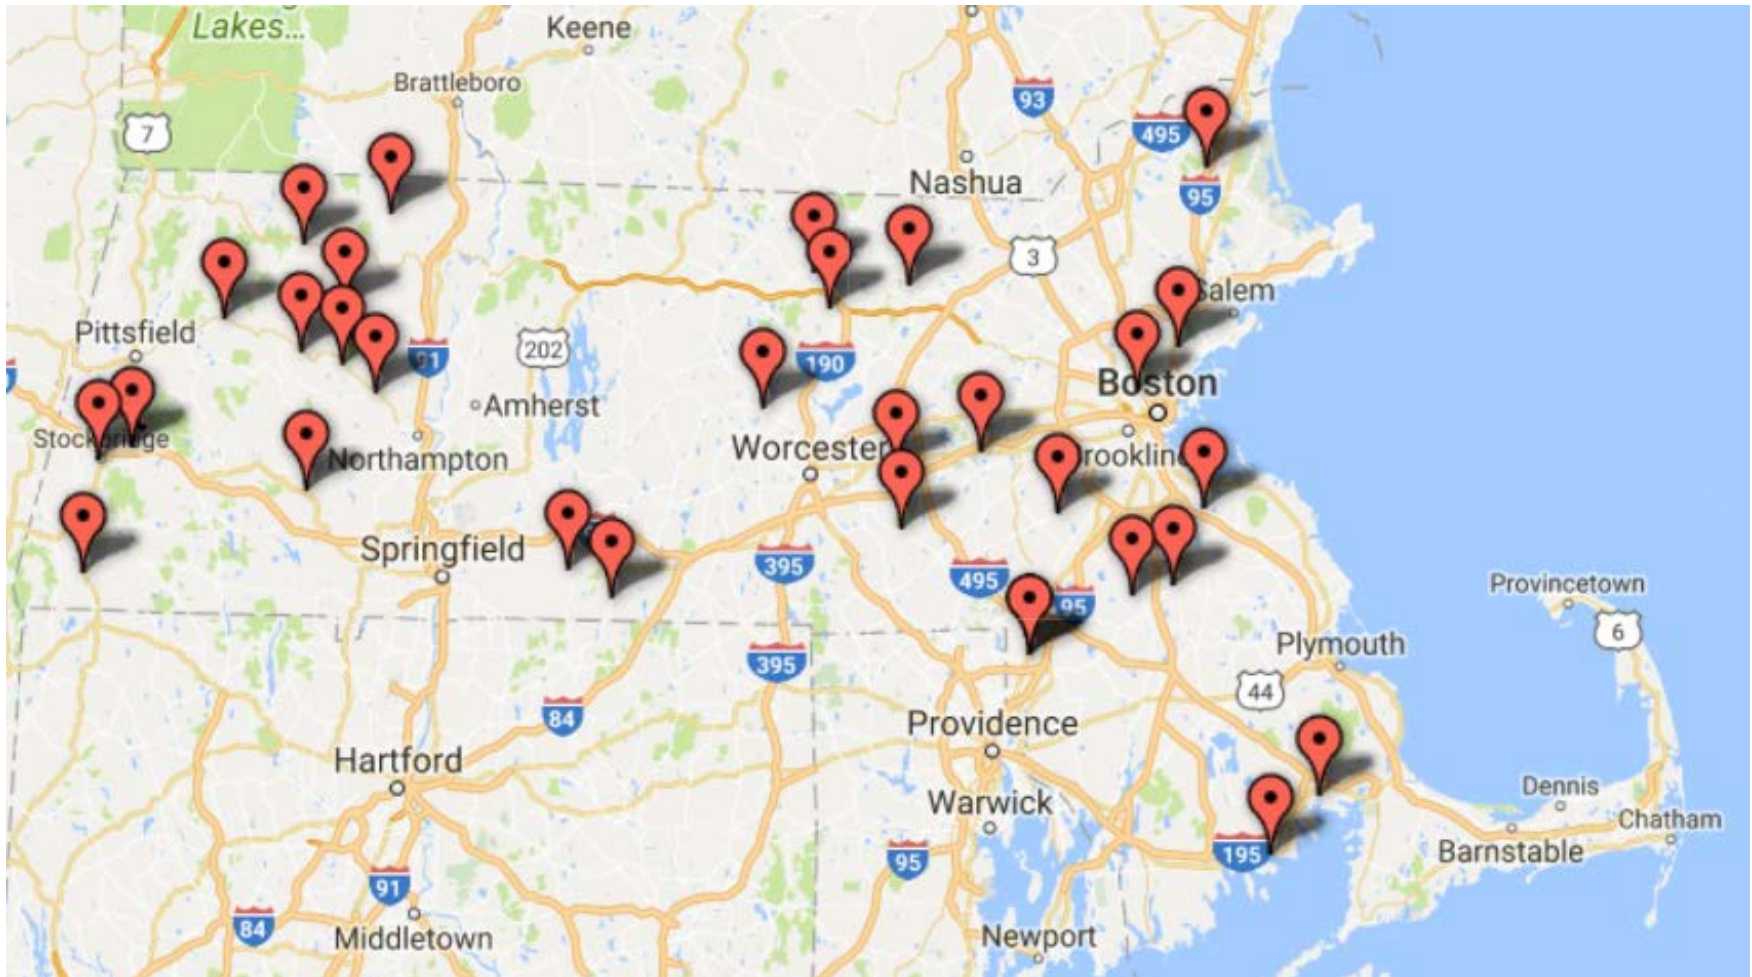 Lakes...
Keene
Brattleboro
93
7
495
Nashua
95
3
Salem
Pittsfield
91
202
190
Boston
Amherst
Stockbridge
Worcester
Northampton
Brookline
Springfield
395
495
95
Provincetown
6
Plymouth
395
44
84
Providence
Hartford
Warwick
Dennis
Chatham
195
Barnstable
95
91
84
Middletown
Newport